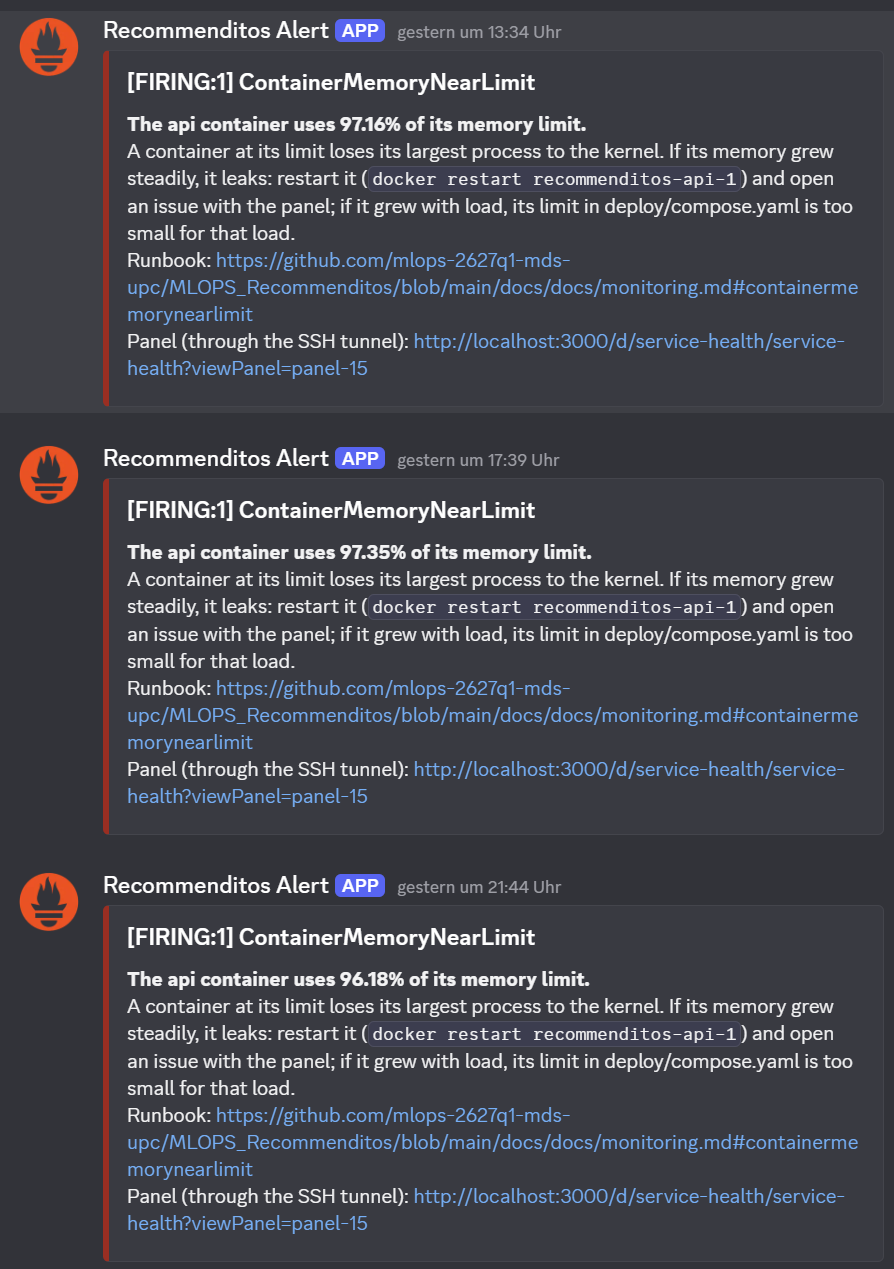 Recommenditos Alert APP gestern um 13:34 Uhr
[FIRING:1] ContainerMemoryNearLimit
The api container uses 97.16% of its memory limit.
A container at its limit loses its largest process to the kernel. If its memory grew
steadily, it leaks: restart it (docker restart recommenditos-api-1) and open
an issue with the panel; if it grew with load, its limit in deploy/compose.yaml is too
small for that load.
Runbook: https://github.com/mlops-2627q1-mds-
upc/MLOPS_Recommenditos/blob/main/docs/docs/monitoring.md#containerme
morynearlimit
Panel (through the SSH tunnel): http://localhost:3000/d/service-health/service-
health?viewPanel=panel-15
Recommenditos Alert APP gestern um 17:39 Uhr
[FIRING:1] ContainerMemoryNearLimit
The api container uses 97.35% of its memory limit.
A container at its limit loses its largest process to the kernel. If its memory grew
steadily, it leaks: restart it (docker restart recommenditos-api-1) and open
an issue with the panel; if it grew with load, its limit in deploy/compose.yaml is too
small for that load.
Runbook: https://github.com/mlops-2627q1-mds-
upc/MLOPS_Recommenditos/blob/main/docs/docs/monitoring.md#containerme
morynearlimit
Panel (through the SSH tunnel): http://localhost:3000/d/service-health/service-
health?viewPanel=panel-15
Recommenditos Alert APP gestern um 21:44 Uhr
[FIRING:1] ContainerMemoryNearLimit
The api container uses 96.18% of its memory limit.
A container at its limit loses its largest process to the kernel. If its memory grew
steadily, it leaks: restart it (docker restart recommenditos-api-1) and open
an issue with the panel; if it grew with load, its limit in deploy/compose.yaml is too
small for that load.
Runbook: https://github.com/mlops-2627q1-mds-
upc/MLOPS_Recommenditos/blob/main/docs/docs/monitoring.md#containerme
morynearlimit
Panel (through the SSH tunnel): http://localhost:3000/d/service-health/service-
health?viewPanel=panel-15